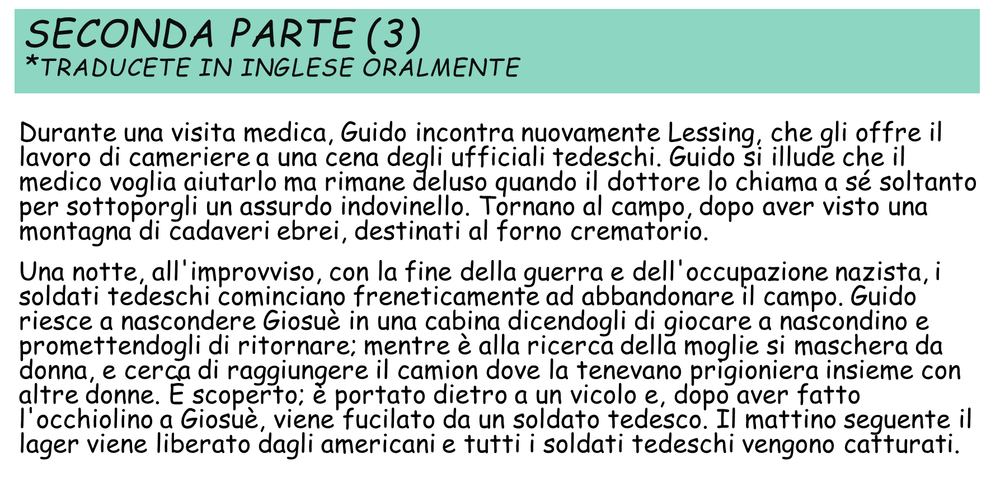 SECONDA PARTE (3)
*TRADUCETE IN INGLESE ORALMENTE
Durante una visita medica, Guido incontra nuovamente Lessing, che gli offre il
lavoro di cameriere a una cena degli ufficiali tedeschi. Guido si illude che il
medico voglia aiutarlo ma rimane deluso quando il dottore lo chiama a sé soltanto
per sottoporgli un assurdo indovinello. Tornano al campo, dopo aver visto una
montagna di cadaveri ebrei, destinati al forno crematorio.
Una notte, all'improvviso, con la fine della guerra e dell'occupazione nazista, i
soldati tedeschi cominciano freneticamente ad abbandonare il campo. Guido
riesce a nascondere Giosuè in una cabina dicendogli di giocare a nascondino e
promettendogli di ritornare; mentre è alla ricerca della moglie si maschera da
donna, e cerca di raggiungere il camion dove la tenevano prigioniera insieme con
altre donne. È scoperto; è portato dietro a un vicolo e, dopo aver fatto
l'occhiolino a Giosuè, viene fucilato da un soldato tedesco. Il mattino seguente il
lager viene liberato dagli americani e tutti i soldati tedeschi vengono catturati.